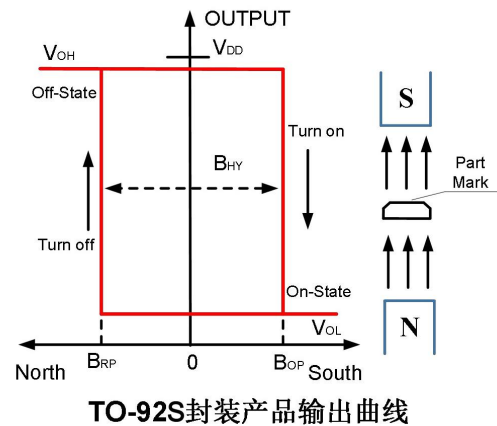 OUTPUT
VOH
VDD
Off-State
S
Turn on
BHY
Part
Mark
Turn off
On-State
VOL
N
BRP
0
BOP
North
South
TO-92S封装产品输出曲线